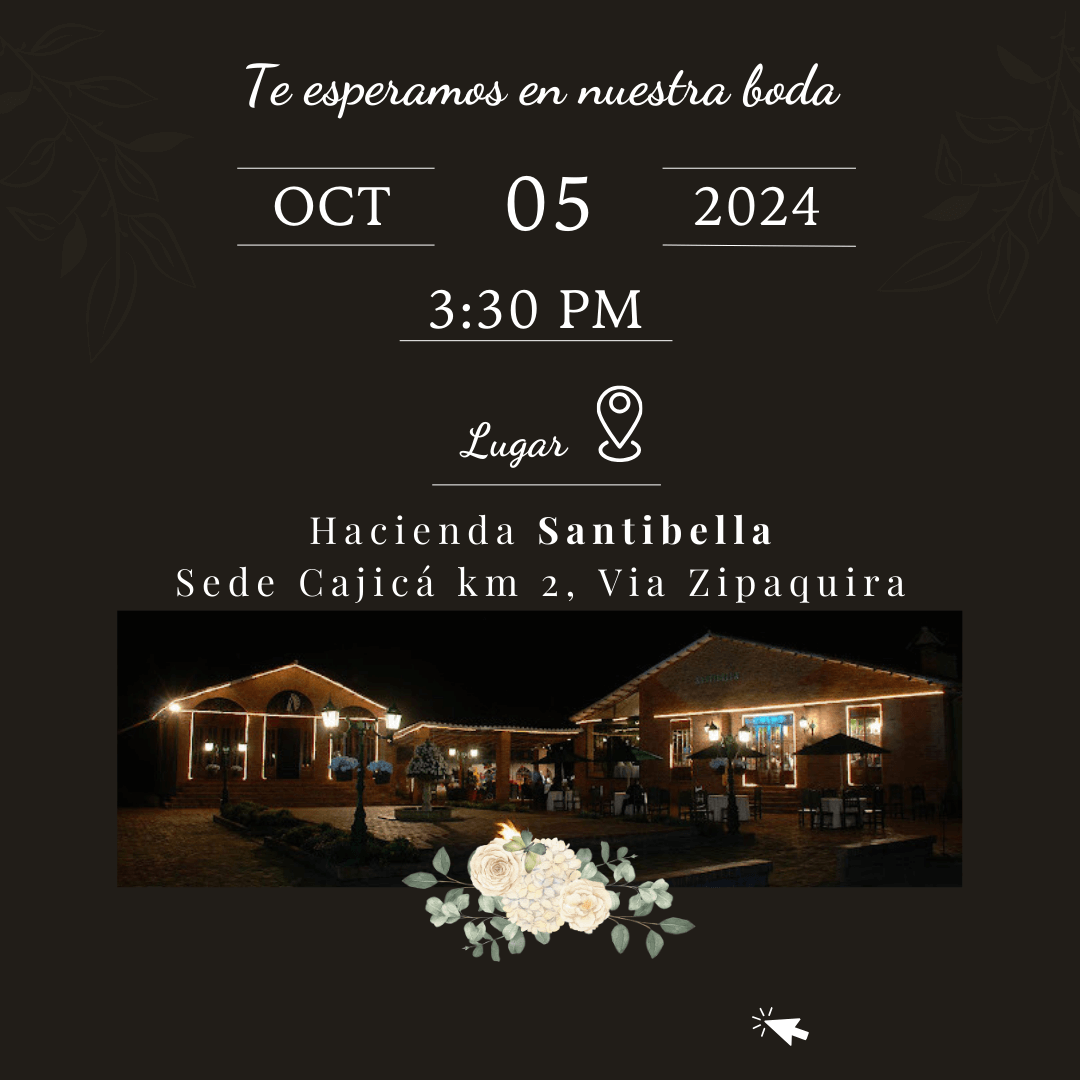 Te esperamos en nuestra boda
OCT 05 2024
3:30 PM
Lugar
Hacienda Santibella
Sede Cajicá km 2, Via Zipaquira